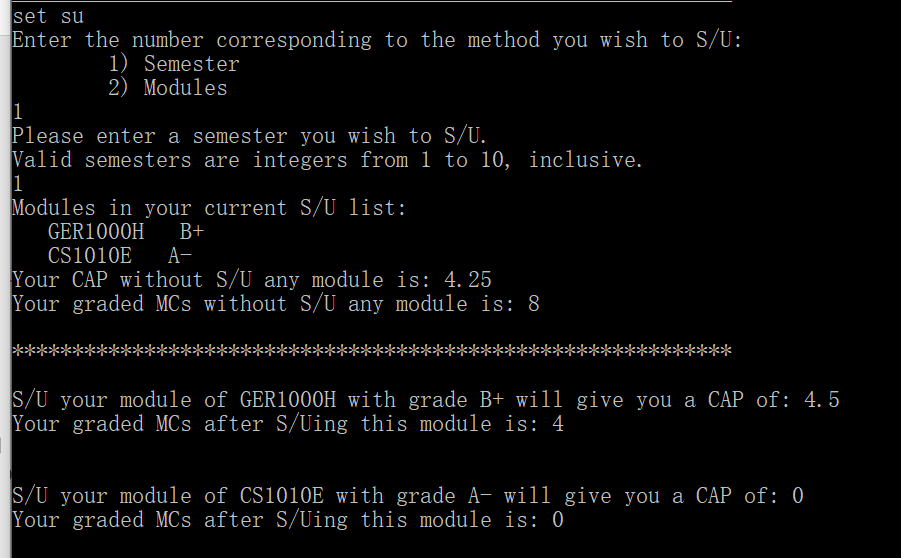 set su
Enter the number corresponding to the method you wish to S/U:
1) Semester
2) Modules
1
Please enter a semester you wish to S/U.
Valid semesters are integers from 1 to 10, inclusive.
1
Modules in your current S/U list:
GER1000H B+
CS1010E A-
Your CAP without S/U any module is: 4.25
Your graded MCs without S/U any module is: 8
************************************************************
S/U your module of GER1000H with grade B+ will give you a CAP of: 4.5
Your graded MCs after S/Uing this module is: 4
S/U your module of CS1010E with grade A- will give you a CAP of: 0
Your graded MCs after S/Uing this module is: 0